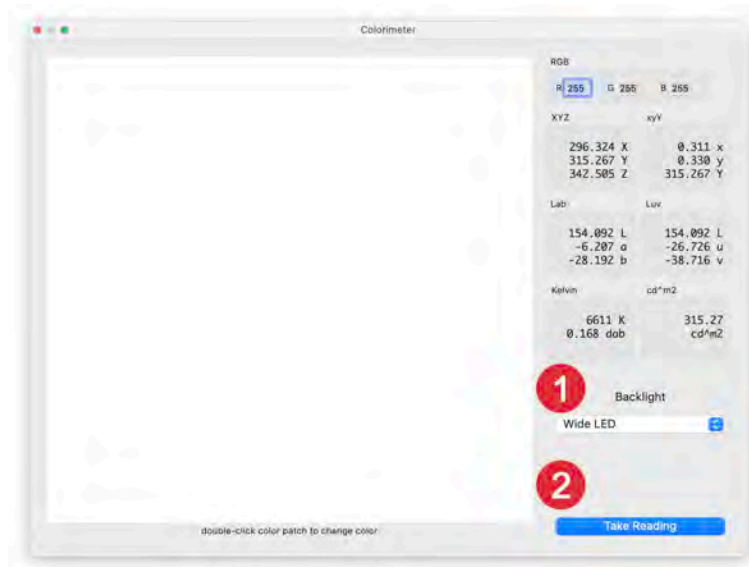 Colorimeter
RGB
R 255 G 255 B 255
XYZ xyY
296.324 X 0.311 x
315.267 Y 0.330 y
342.505 Z 315.267 Y
Lab Luv
154.092 L 154.092 L
-6.207 a -26.726 u
-28.192 b -38.716 v
Kelvin cd^m2
6611 K 315.27
0.168 dab cd^m2
1
Backlight
Wide LED
2
Take Reading
double-click color patch to change color